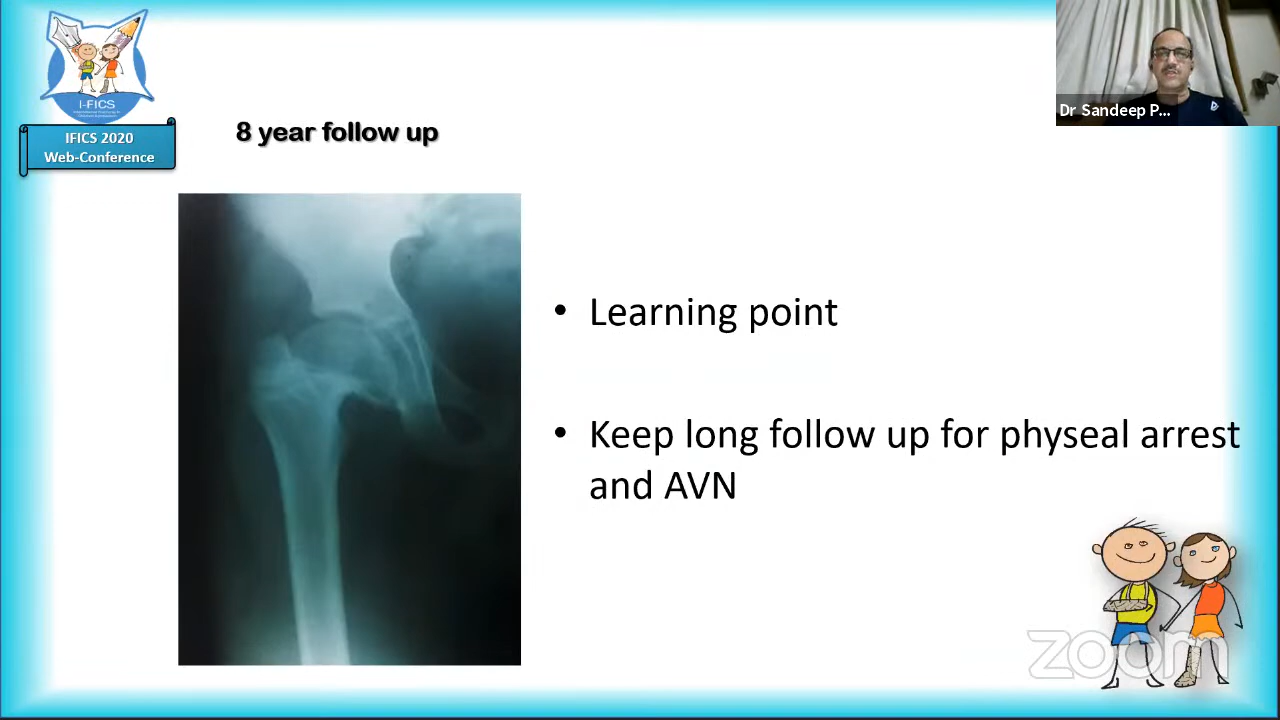 I-FICS
IFICS 2020
Web-Conference
8 year follow up
Dr Sandeep P...
• Learning point
• Keep long follow up for physeal arrest
and AVN
zoom